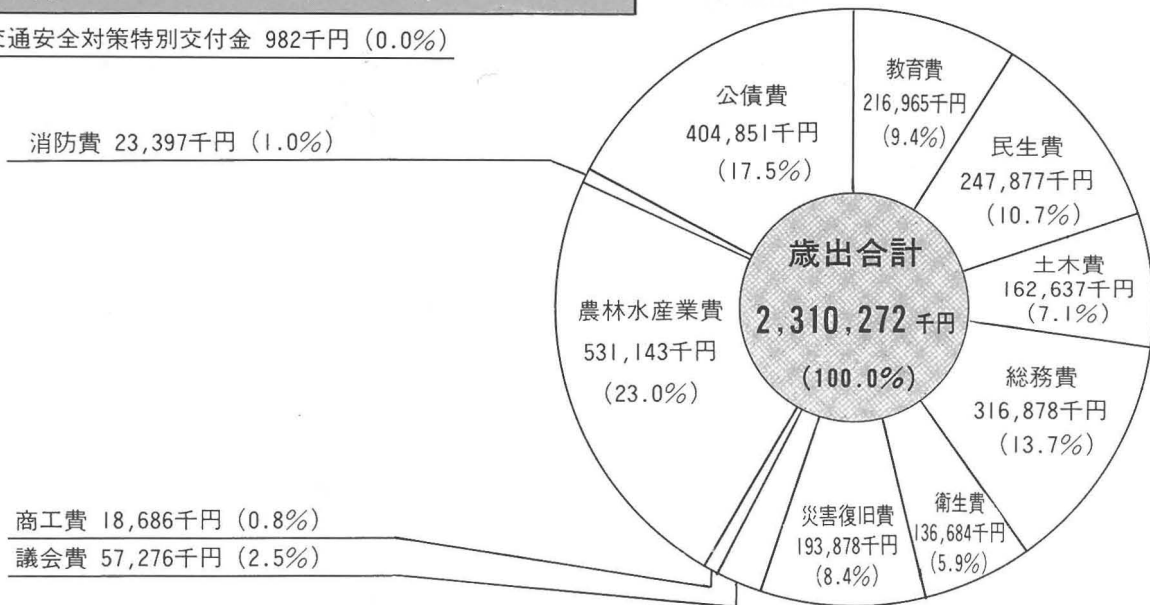 交通安全対策特別交付金 982千円 (0.0%)
消防費 23,397千円 (1.0%)
公債費
404,851千円
(17.5%)
教育費
216,965千円
(9.4%)
民生費
247,877千円
(10.7%)
土木費
162,637千円
(7.1%)
総務費
316,878千円
(13.7%)
衛生費
136,684千円
(5.9%)
災害復旧費
193,878千円
(8.4%)
農林水産業費
531,143千円
(23.0%)
歳出合計
2,310,272千円
(100.0%)
商工費 18,686千円 (0.8%)
議会費 57,276千円 (2.5%)